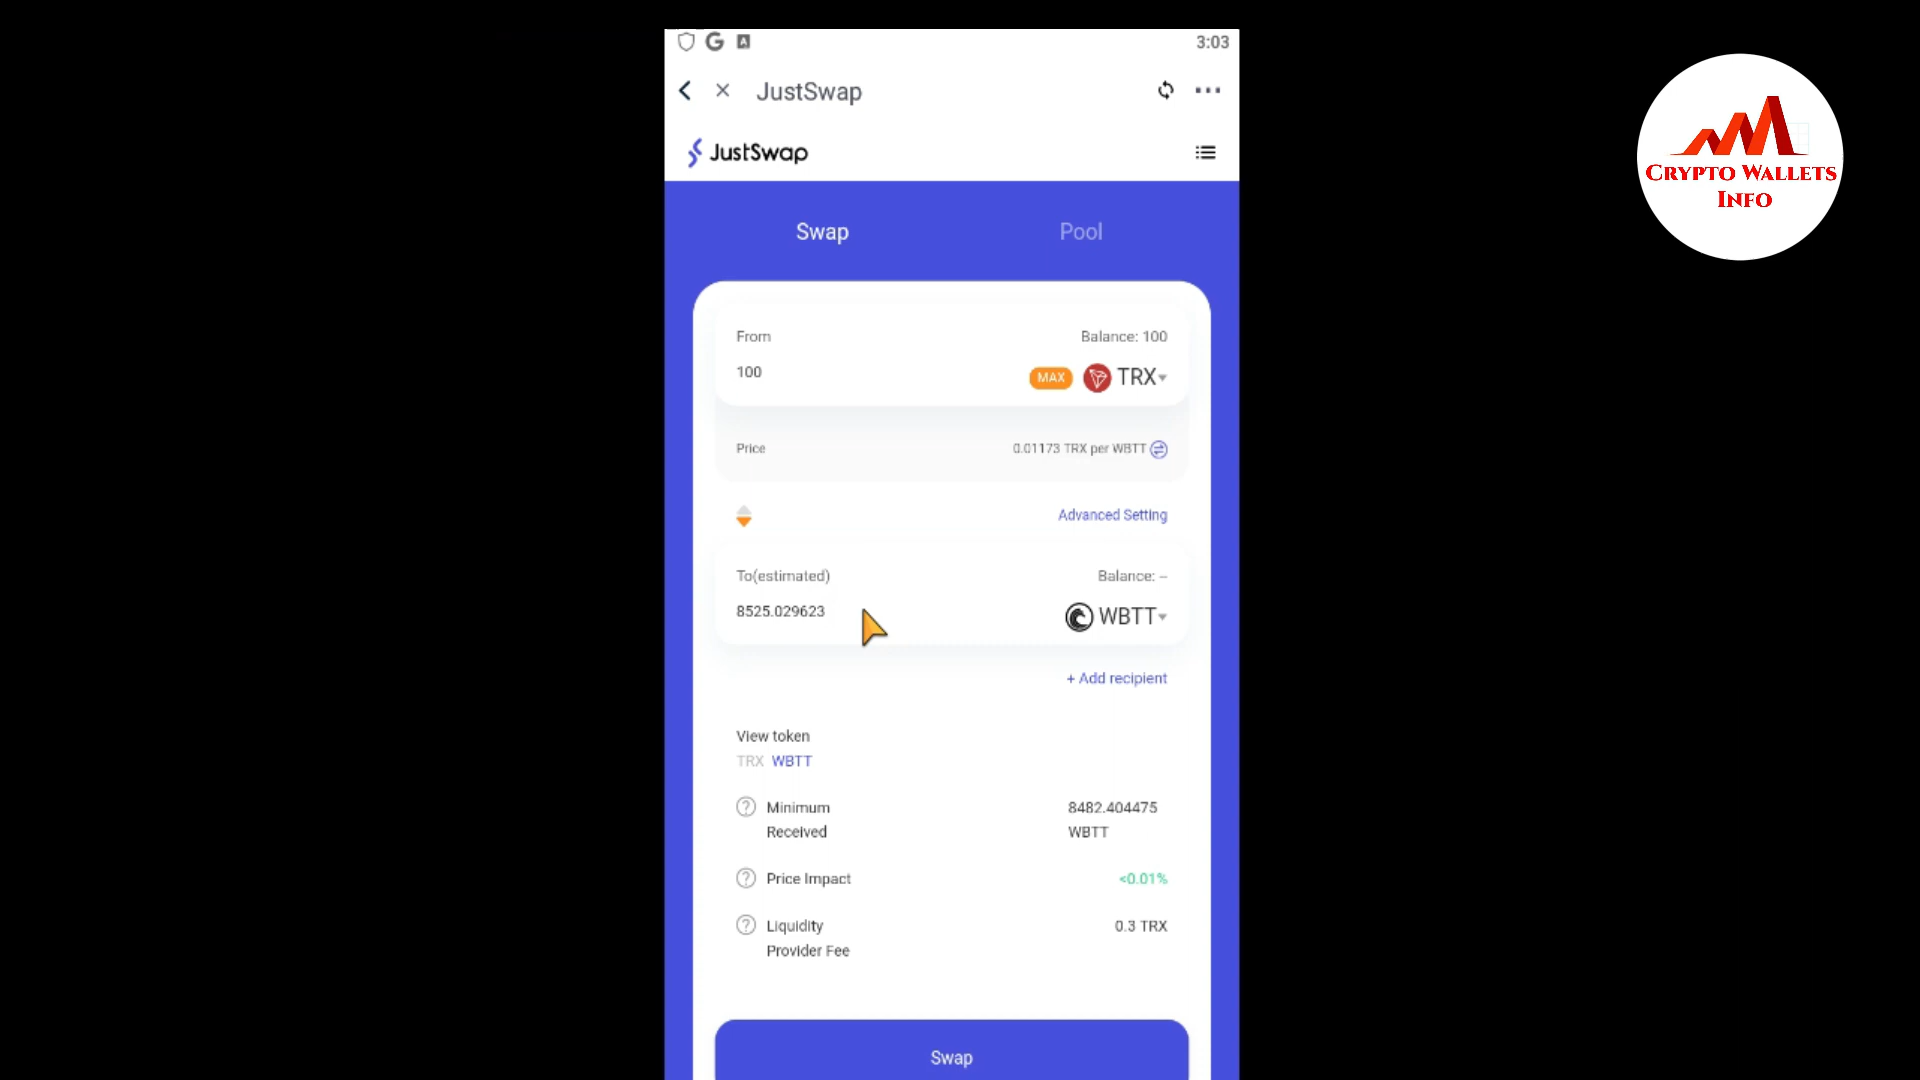 3:03
JustSwap
JustSwap
Swap Pool
From Balance: 100
100 MAX TRX
Price 0.01173 TRX per WBTT
Advanced Setting
To(estimated) Balance: –
8525.029623 WBTT
+ Add recipient
View token
TRX WBTT
Minimum Received 8482.404475 WBTT
Price Impact <0.01%
Liquidity Provider Fee 0.3 TRX
Swap
Crypto Wallets
Info